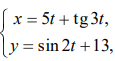 x = 5t + tg 3t,
y = sin 2t + 13,